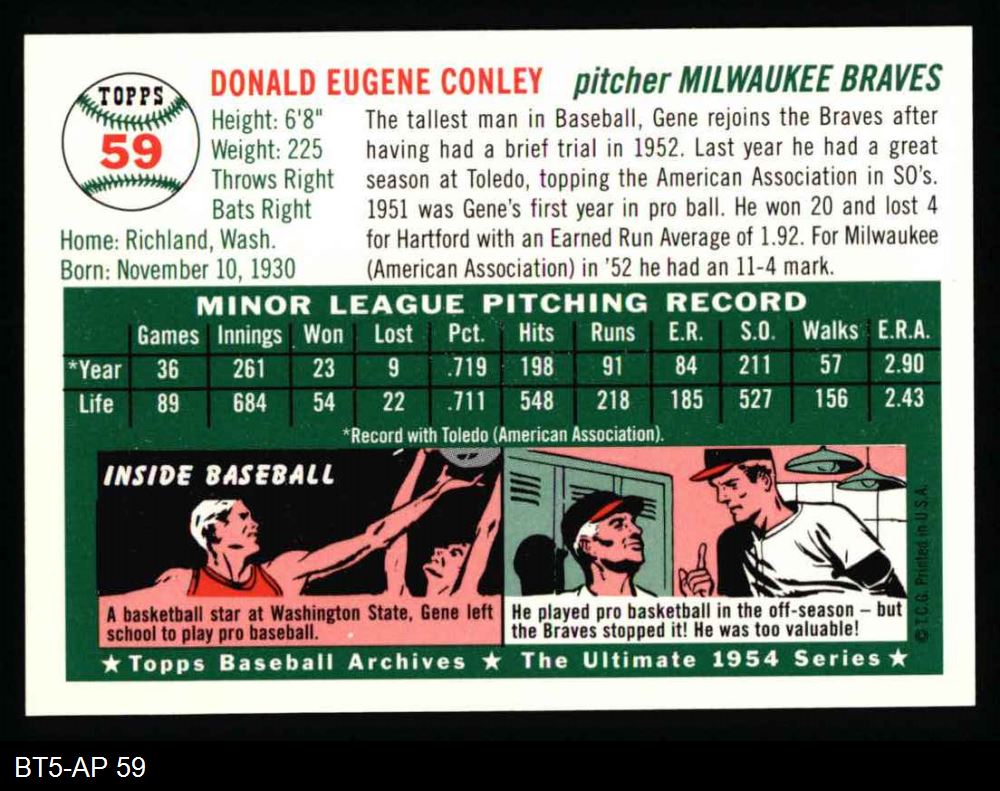 TOPPS
59
DONALD EUGENE CONLEY pitcher MILWAUKEE BRAVES
Height: 6'8"
Weight: 225
Throws Right
Bats Right
Home: Richland, Wash.
Born: November 10, 1930
The tallest man in Baseball, Gene rejoins the Braves after
having had a brief trial in 1952. Last year he had a great
season at Toledo, topping the American Association in SO's.
1951 was Gene's first year in pro ball. He won 20 and lost 4
for Hartford with an Earned Run Average of 1.92. For Milwaukee
(American Association) in '52 he had an 11-4 mark.
MINOR LEAGUE PITCHING RECORD
Games Innings Won Lost Pct. Hits Runs E.R. S.O. Walks E.R.A.
*Year 36 261 23 9 .719 198 91 84 211 57 2.90
Life 89 684 54 22 .711 548 218 185 527 156 2.43
*Record with Toledo (American Association).
INSIDE BASEBALL
A basketball star at Washington State, Gene left
school to play pro baseball.
He played pro basketball in the off-season – but
the Braves stopped it! He was too valuable!
© T.C.G. Printed in U.S.A.
★ Topps Baseball Archives ★ The Ultimate 1954 Series ★
BT5-AP 59